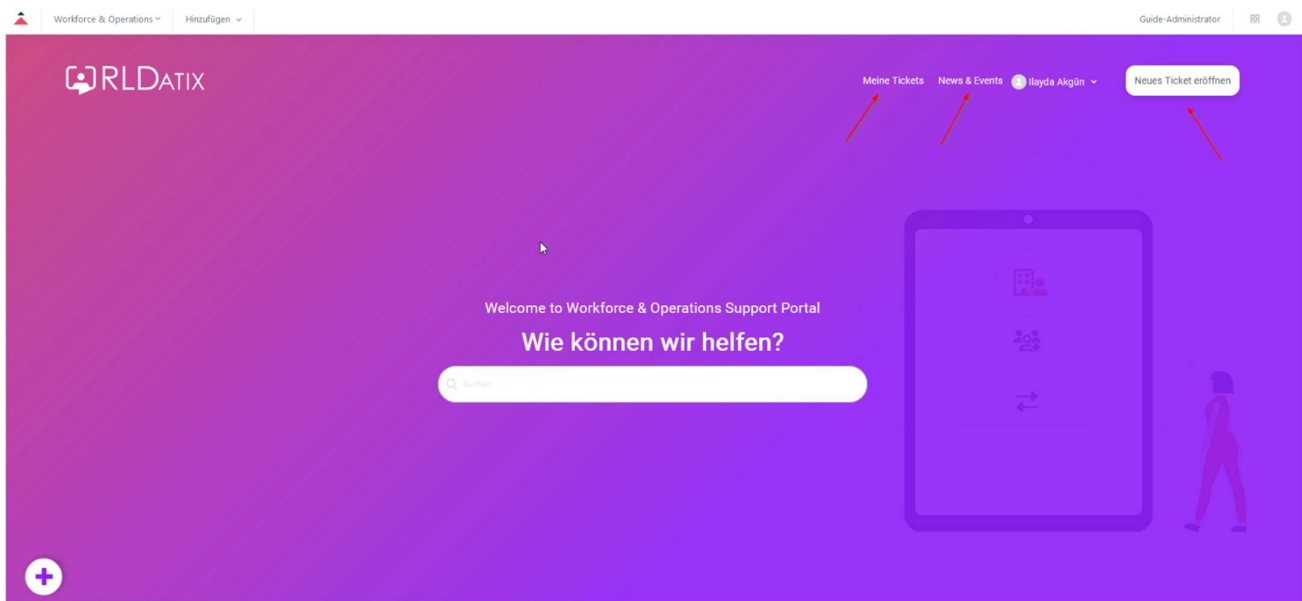 Workforce & Operations
Hinzufügen
Guide-Administrator
RLDATIX
Meine Tickets
News & Events
Ilayda Akgün
Neues Ticket eröffnen
Welcome to Workforce & Operations Support Portal
Wie können wir helfen?
Suchen